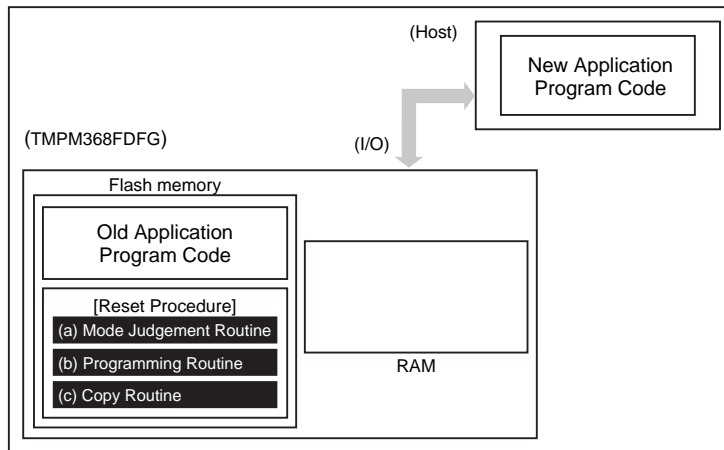 (Host)
New Application
Program Code
(TMPM368FDFG)
(I/O)
Flash memory
Old Application
Program Code
[Reset Procedure]
(a) Mode Judgement Routine
(b) Programming Routine
(c) Copy Routine
RAM